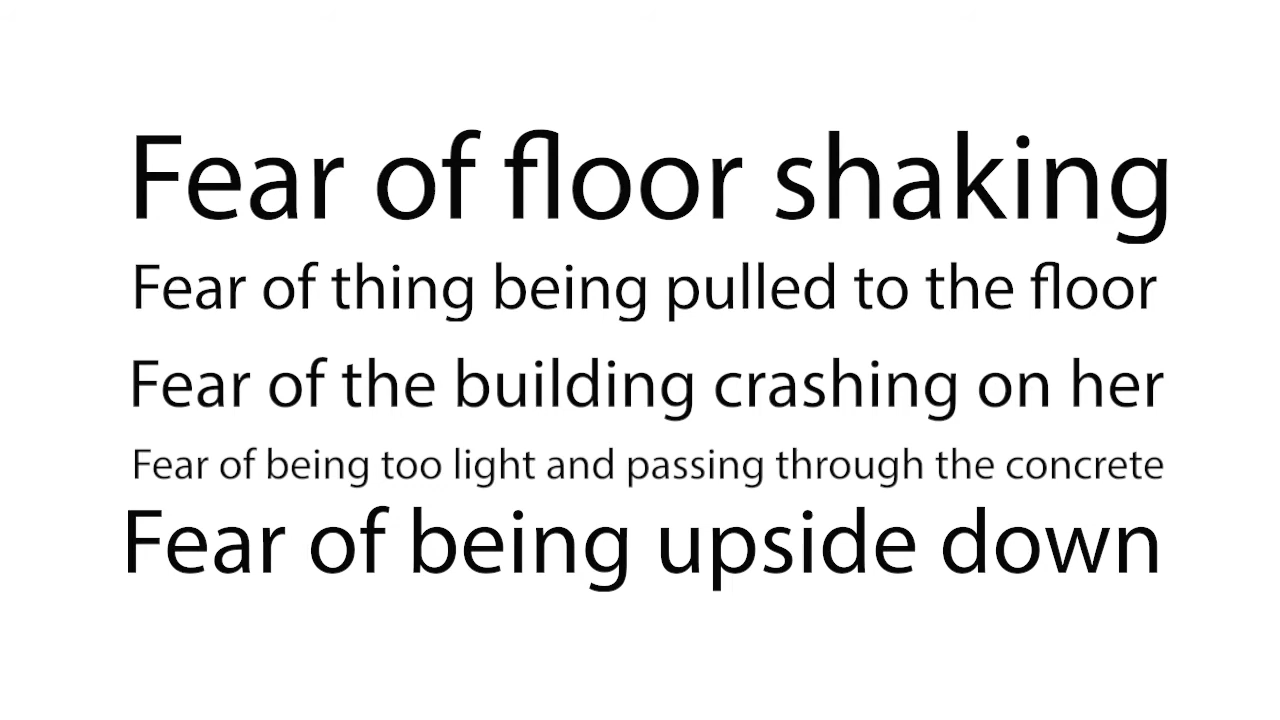 Fear of floor shaking
Fear of thing being pulled to the floor
Fear of the building crashing on her
Fear of being too light and passing through the concrete
Fear of being upside down